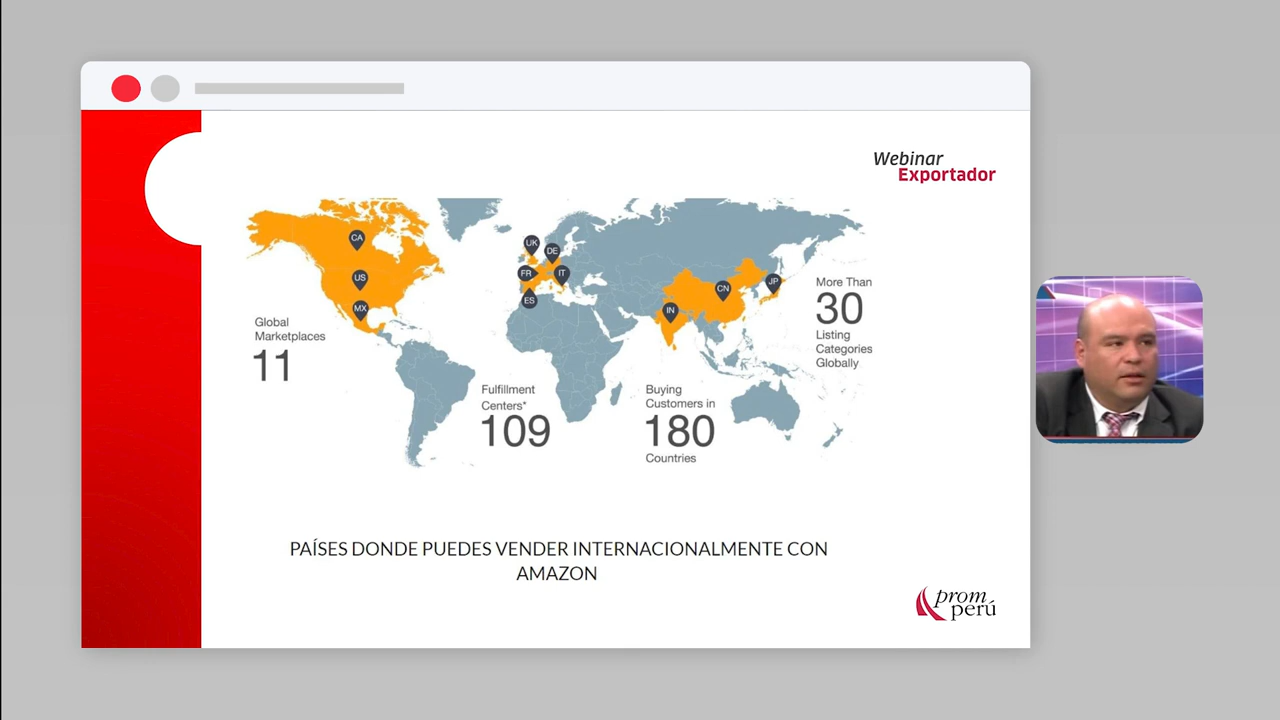 Webinar
Exportador
CA
US
MX
UK
DE
FR
IT
ES
CN
JP
IN
Global
Marketplaces
11
Fulfillment
Centers*
109
Buying
Customers in
180
Countries
More Than
30
Listing
Categories
Globally
PAÍSES DONDE PUEDES VENDER INTERNACIONALMENTE CON
AMAZON
prom
perú